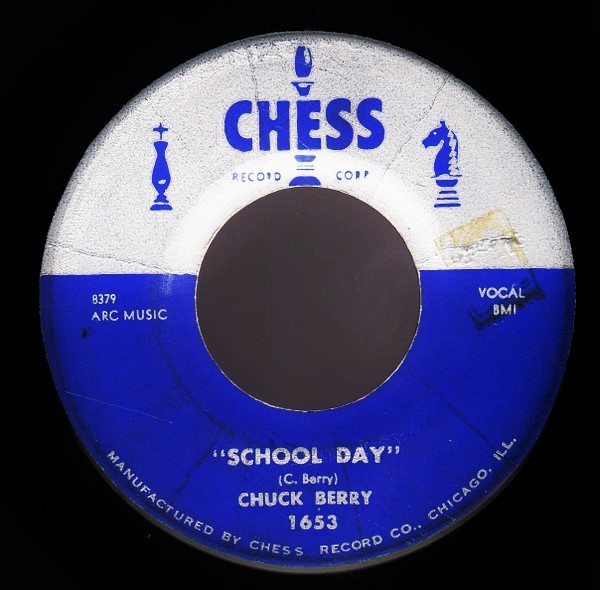 CHESS
RECORD CORP
8379
ARC MUSIC
VOCAL
BMI
"SCHOOL DAY"
(C. Berry)
CHUCK BERRY
1653
MANUFACTURED BY CHESS RECORD CO., CHICAGO, ILL.